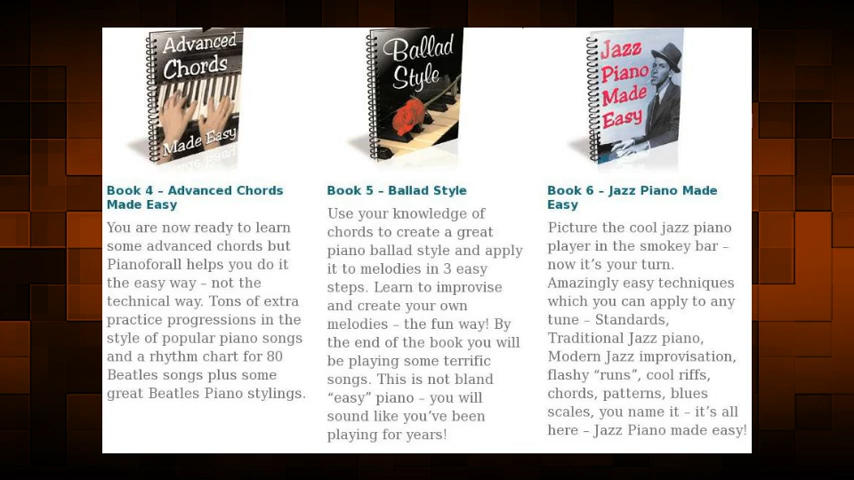 Advanced
Chords
Made Easy
Ballad
Style
Jazz
Piano
Made
Easy
Book 4 – Advanced Chords
Made Easy
You are now ready to learn
some advanced chords but
Pianoforall helps you do it
the easy way – not the
technical way. Tons of extra
practice progressions in the
style of popular piano songs
and a rhythm chart for 80
Beatles songs plus some
great Beatles Piano stylings.
Book 5 – Ballad Style
Use your knowledge of
chords to create a great
piano ballad style and apply
it to melodies in 3 easy
steps. Learn to improvise
and create your own
melodies – the fun way! By
the end of the book you will
be playing some terrific
songs. This is not bland
“easy” piano – you will
sound like you’ve been
playing for years!
Book 6 – Jazz Piano Made
Easy
Picture the cool jazz piano
player in the smokey bar –
now it’s your turn.
Amazingly easy techniques
which you can apply to any
tune – Standards,
Traditional Jazz piano,
Modern Jazz improvisation,
flashy “runs”, cool riffs,
chords, patterns, blues
scales, you name it – it’s all
here – Jazz Piano made easy!